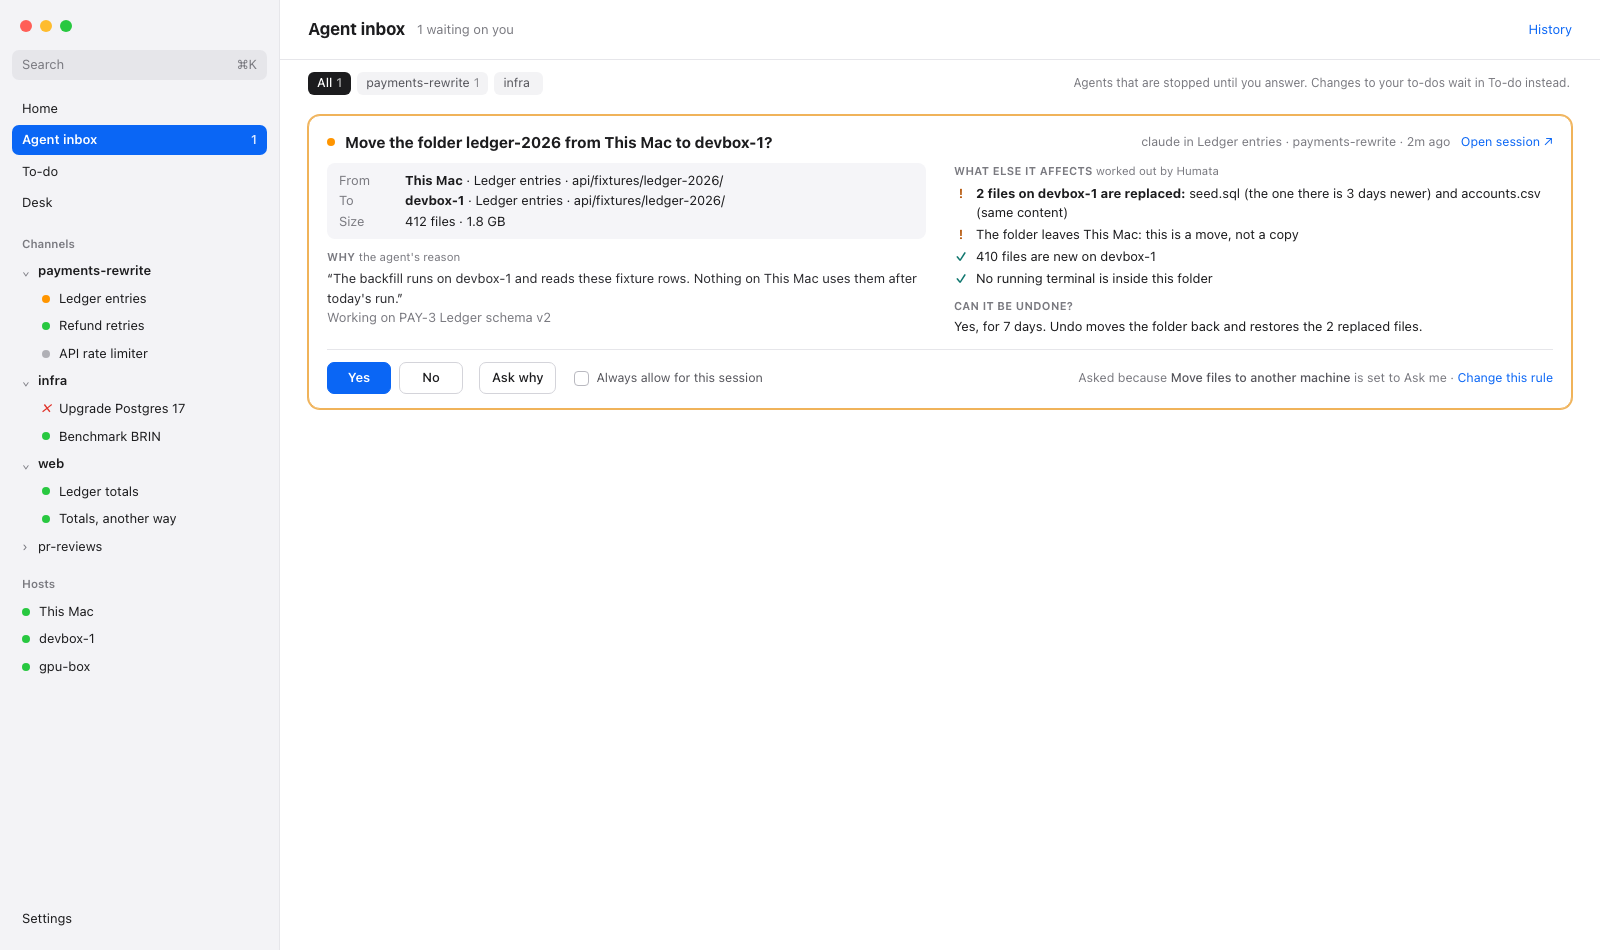 Search ⌘K
Home
Agent inbox 1
To-do
Desk
Channels
payments-rewrite
Ledger entries
Refund retries
API rate limiter
infra
Upgrade Postgres 17
Benchmark BRIN
web
Ledger totals
Totals, another way
pr-reviews
Hosts
This Mac
devbox-1
gpu-box
Settings
Agent inbox 1 waiting on you
History
All 1 payments-rewrite 1 infra
Agents that are stopped until you answer. Changes to your to-dos wait in To-do instead.
Move the folder ledger-2026 from This Mac to devbox-1?
claude in Ledger entries · payments-rewrite · 2m ago Open session ↗
From This Mac · Ledger entries · api/fixtures/ledger-2026/
To devbox-1 · Ledger entries · api/fixtures/ledger-2026/
Size 412 files · 1.8 GB
WHY the agent's reason
“The backfill runs on devbox-1 and reads these fixture rows. Nothing on This Mac uses them after
today's run.”
Working on PAY-3 Ledger schema v2
WHAT ELSE IT AFFECTS worked out by Humata
! 2 files on devbox-1 are replaced: seed.sql (the one there is 3 days newer) and accounts.csv
(same content)
! The folder leaves This Mac: this is a move, not a copy
✓ 410 files are new on devbox-1
✓ No running terminal is inside this folder
CAN IT BE UNDONE?
Yes, for 7 days. Undo moves the folder back and restores the 2 replaced files.
Yes No Ask why Always allow for this session
Asked because Move files to another machine is set to Ask me · Change this rule